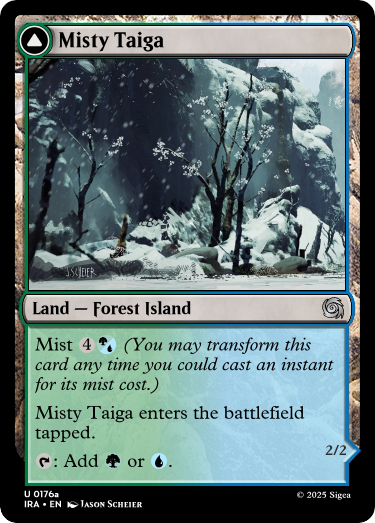 Misty Taiga
J.SCHEIER
Land — Forest Island
Mist 4 (You may transform this
card any time you could cast an instant
for its mist cost.)
Misty Taiga enters the battlefield
tapped.
: Add or .
2/2
U 0176a
IRA • EN Jason Scheier
© 2025 Sigea